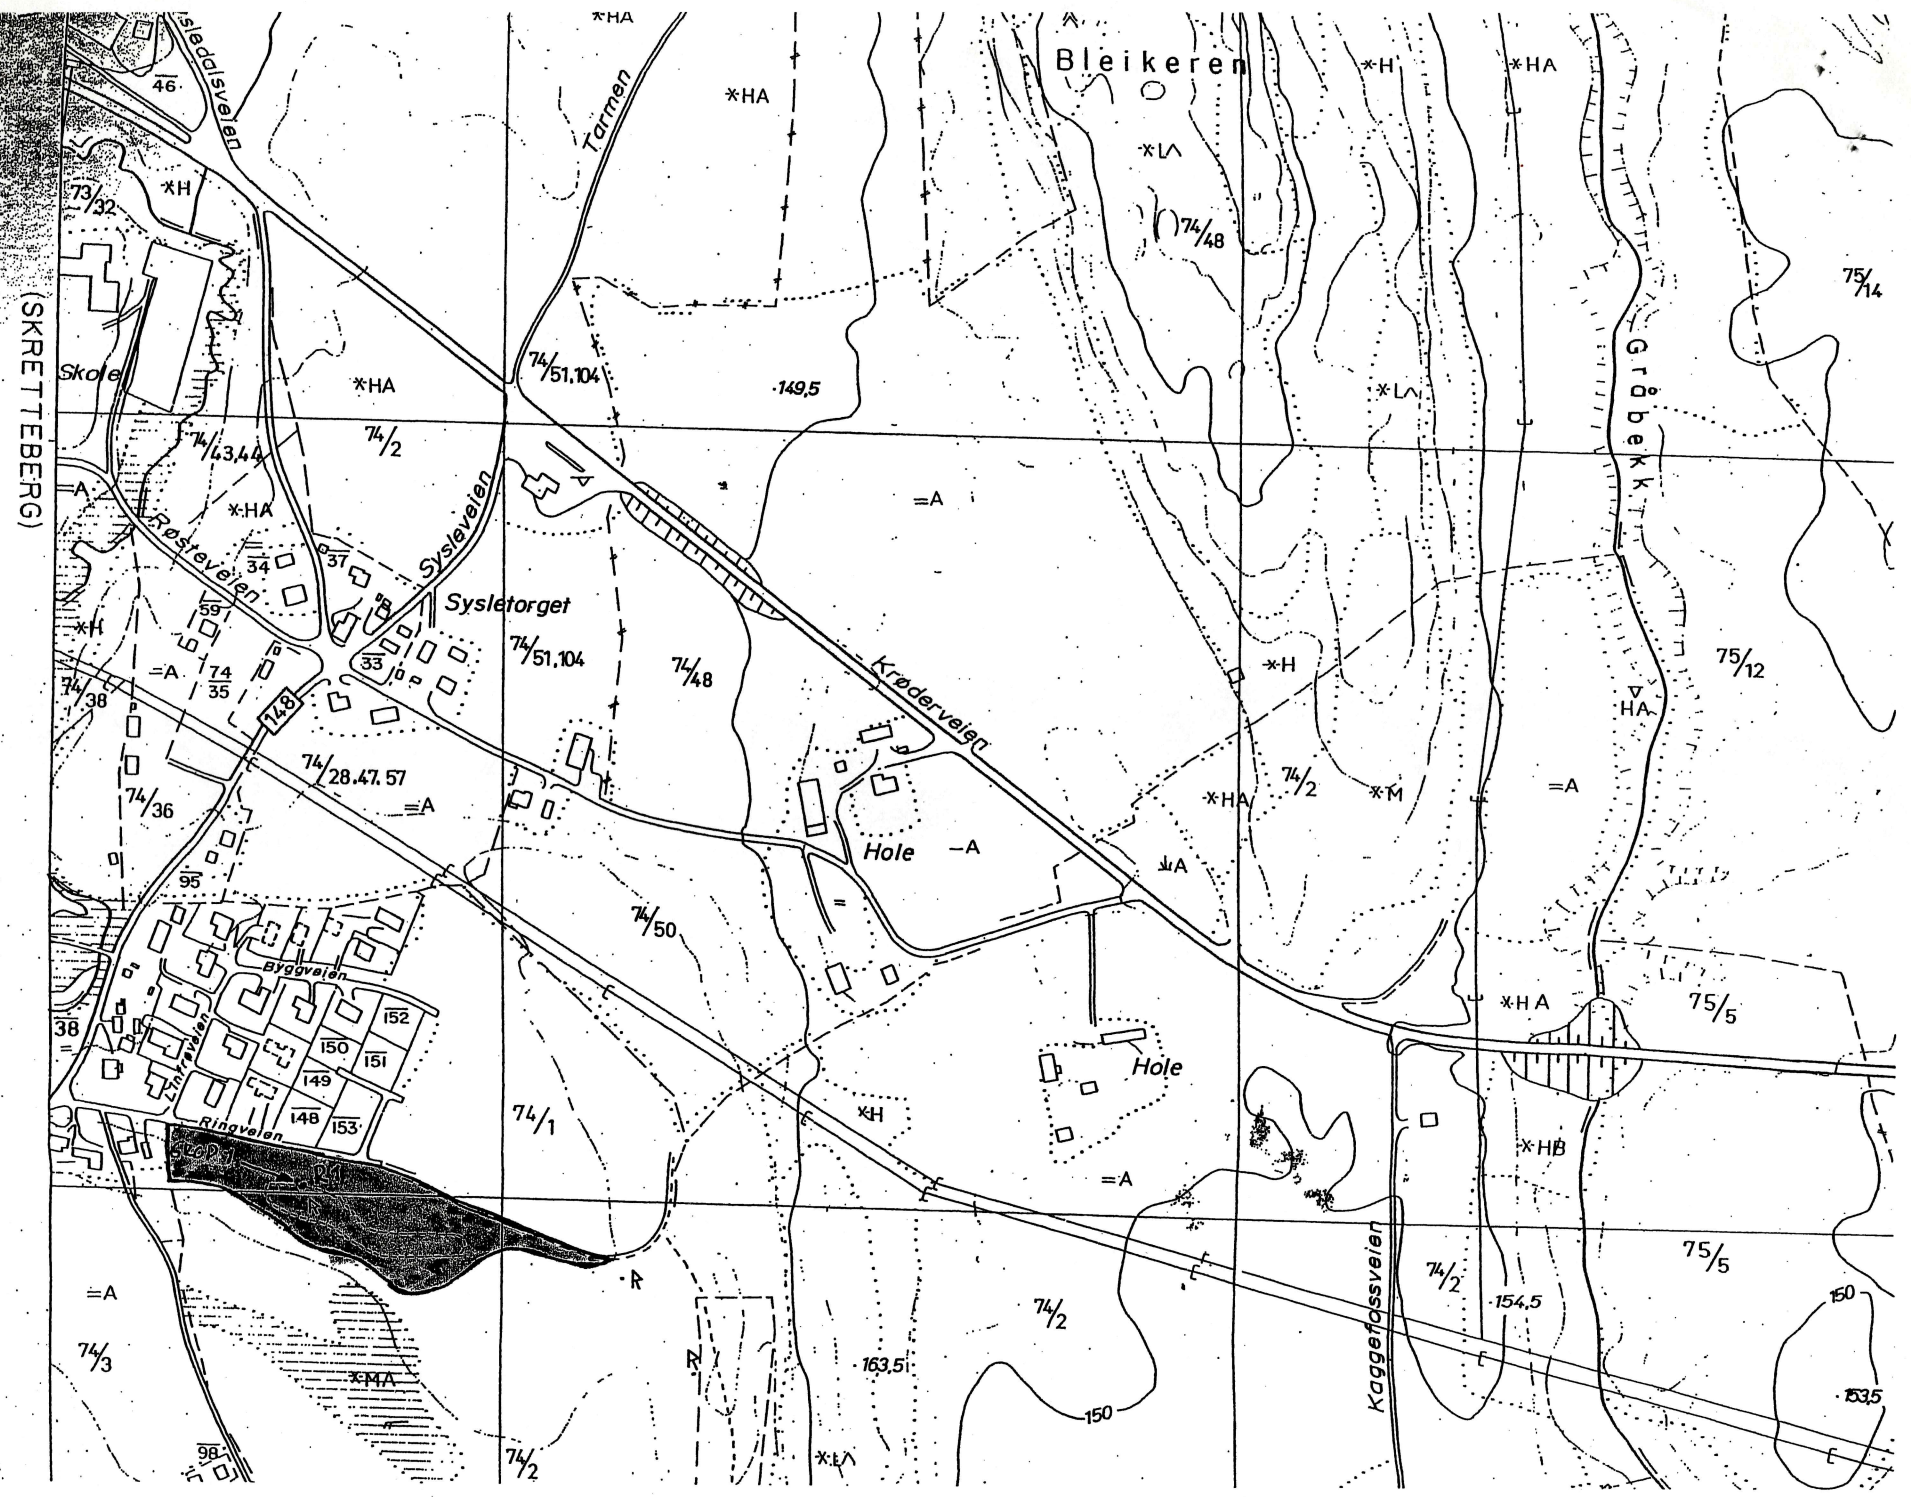 *HA
Bleikeren
*H
*HA
46
Tarnen
*HA
*LA
*H
73/32
74/48
75/14
(SKRETTEBERG)
Gråbekk
Skole
74/51.104
149,5
*HA
*LA
74/43,44
74/2
=A
*HA
=A
Røsteveien
Sysleveien
34
37
59
Sysletorget
*H
=A
33
74/51,104
74/48
*H
75/12
HA
74/38
74/35
148
Krøderveien
74/28.47.57
=A
74/2
*HA
*M
=A
74/36
Hole
–A
A
95
74/50
=
Byggveien
152
*HA
75/5
38
=
Linfrøveien
150
151
149
Hole
148
153
74/1
*H
Ringveien
*HB
R1
=A
Kaggefossveien
75/5
R
74/2
154,5
150
=A
74/2
74/3
R
163,5
*MA
150
153,5
98
74/2
*LA